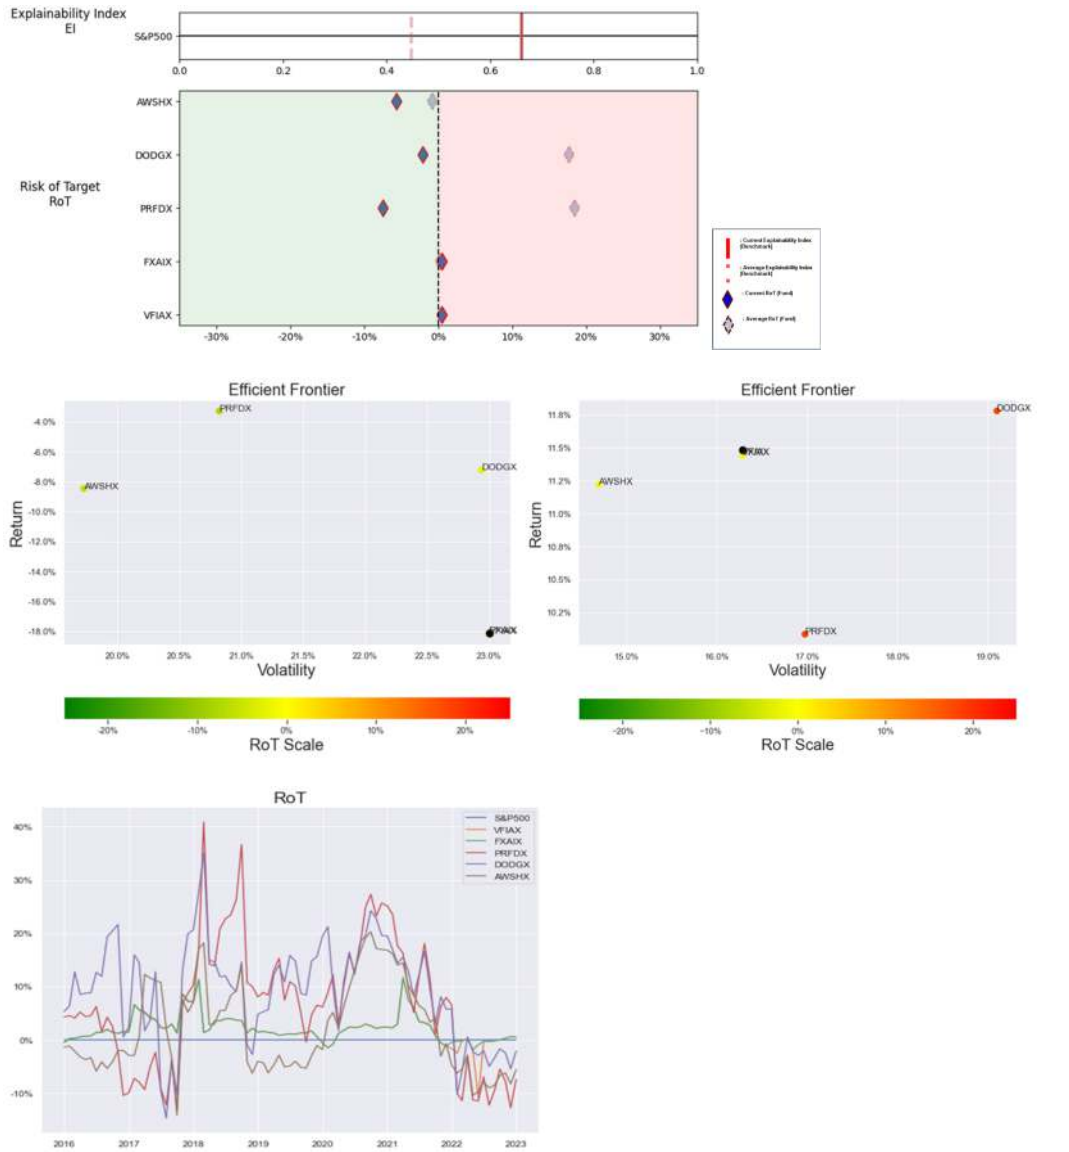 Explainability Index
EI
S&P500
0.0 0.2 0.4 0.6 0.8 1.0
AWSHX
DODGX
Risk of Target
RoT
PRFDX
FXAIX
VFIAX
-30% -20% -10% 0% 10% 20% 30%
: Current Explainability Index
(Benchmark)
: Average Explainability Index
(Benchmark)
: Current RoT (Fund)
: Average RoT (Fund)
Efficient Frontier
PRFDX
DODGX
AWSHX
-4.0%
-6.0%
-8.0%
-10.0%
-12.0%
-14.0%
-16.0%
-18.0%
Return
20.0% 20.5% 21.0% 21.5% 22.0% 22.5% 23.0%
Volatility
-20% -10% 0% 10% 20%
RoT Scale
Efficient Frontier
DODGX
AWSHX
PRFDX
11.8%
11.5%
11.2%
11.0%
10.8%
10.5%
10.2%
Return
15.0% 16.0% 17.0% 18.0% 19.0%
Volatility
-20% -10% 0% 10% 20%
RoT Scale
RoT
S&P500
VFIAX
FXAIX
PRFDX
DODGX
AWSHX
40%
30%
20%
10%
0%
-10%
2016 2017 2018 2019 2020 2021 2022 2023